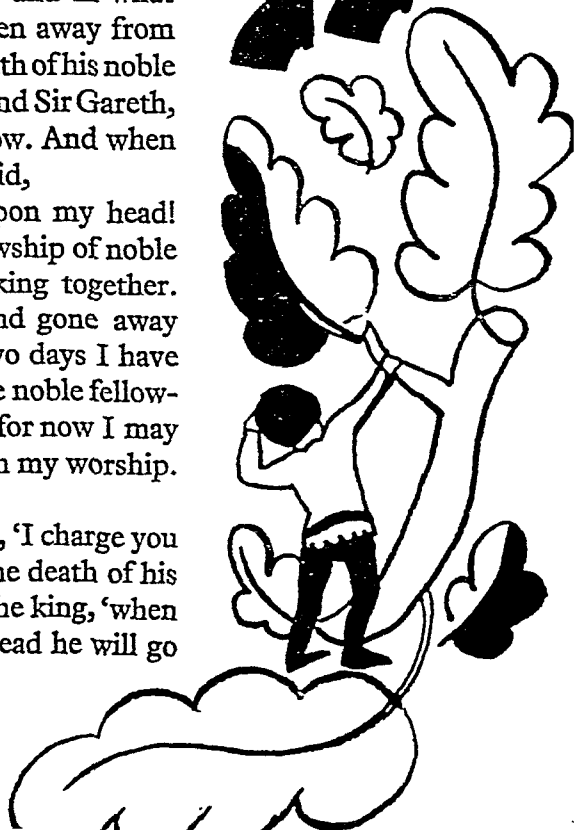 en away from
th of his noble
nd Sir Gareth,
ow. And when
id,
pon my head!
wship of noble
king together.
nd gone away
vo days I have
e noble fellow-
for now I may
n my worship.
, ‘I charge you
ne death of his
he king, ‘when
ead he will go